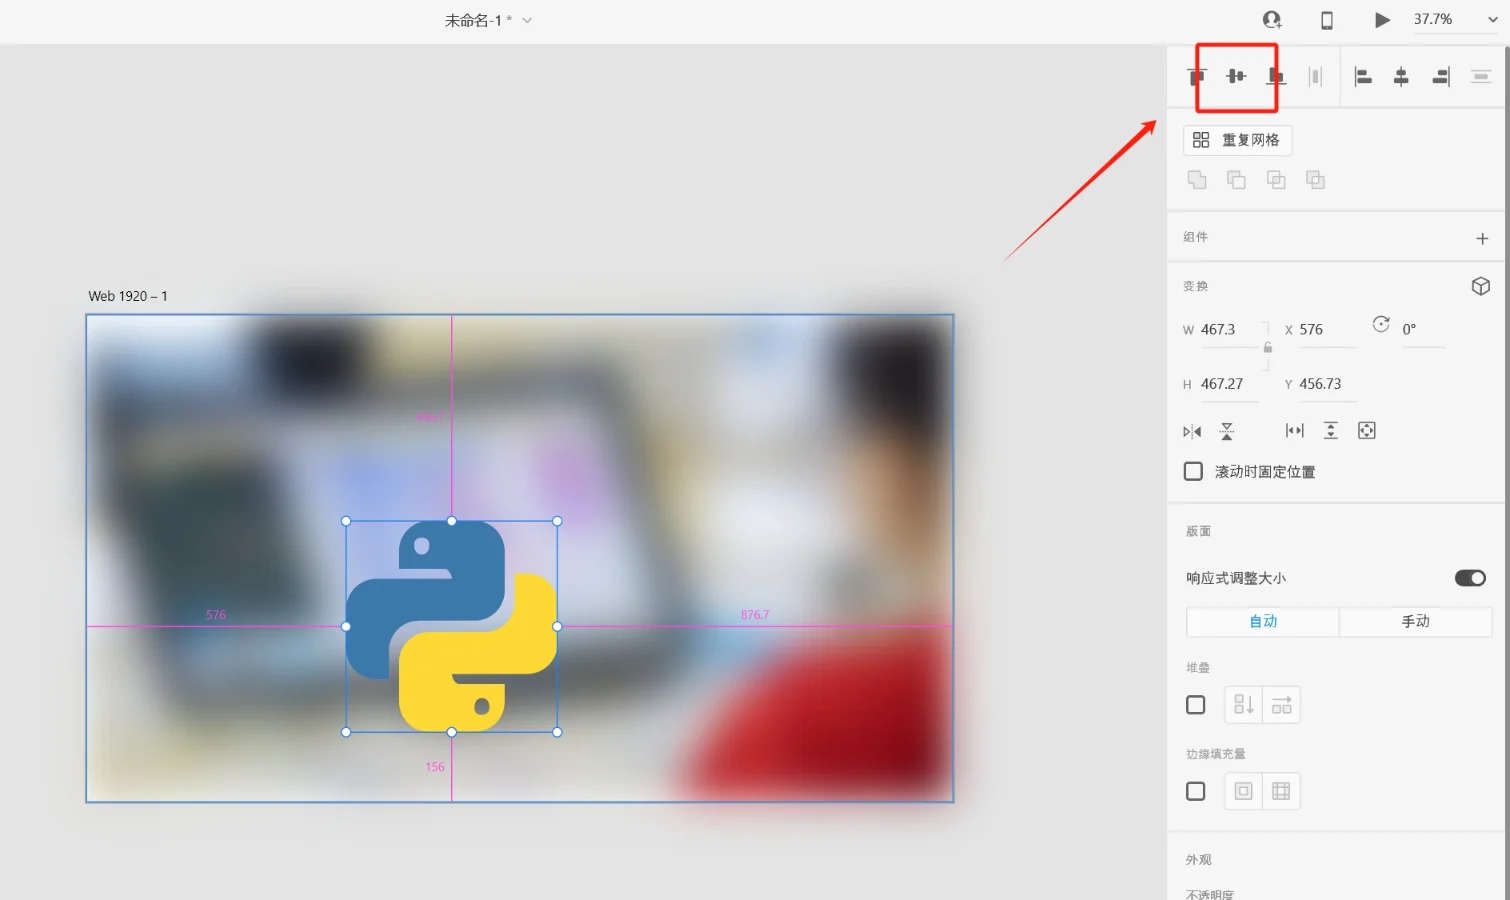 未命名-1 *
37.7%
重复网格
组件
变换
W 467.3
X 576
0°
H 467.27
Y 456.73
滚动时固定位置
版面
响应式调整大小
自动
手动
堆叠
边缘填充量
外观
不透明度
Web 1920 – 1
576
876.7
156